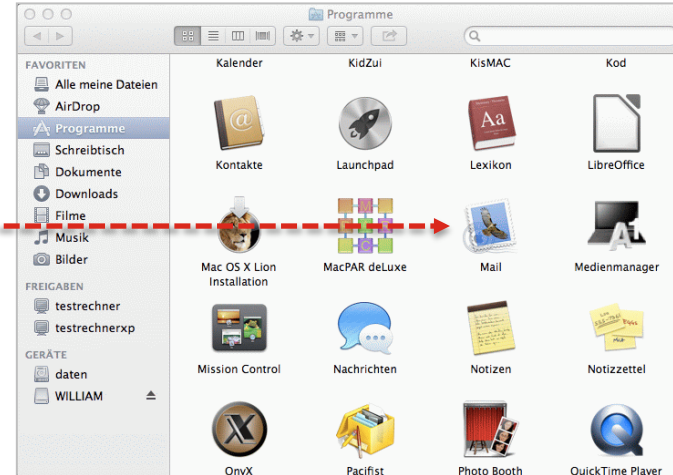 Programme
FAVORITEN
Alle meine Dateien
AirDrop
Programme
Schreibtisch
Dokumente
Downloads
Filme
Musik
Bilder
FREIGABEN
testrechner
testrechnerxp
GERÄTE
daten
WILLIAM
Kalender KidZui KisMAC Kod
Kontakte Launchpad Lexikon LibreOffice
Mac OS X Lion MacPAR deLuxe Mail Medienmanager
Installation
Mission Control Nachrichten Notizen Notizzettel
OnyX Pacifist Photo Booth QuickTime Player